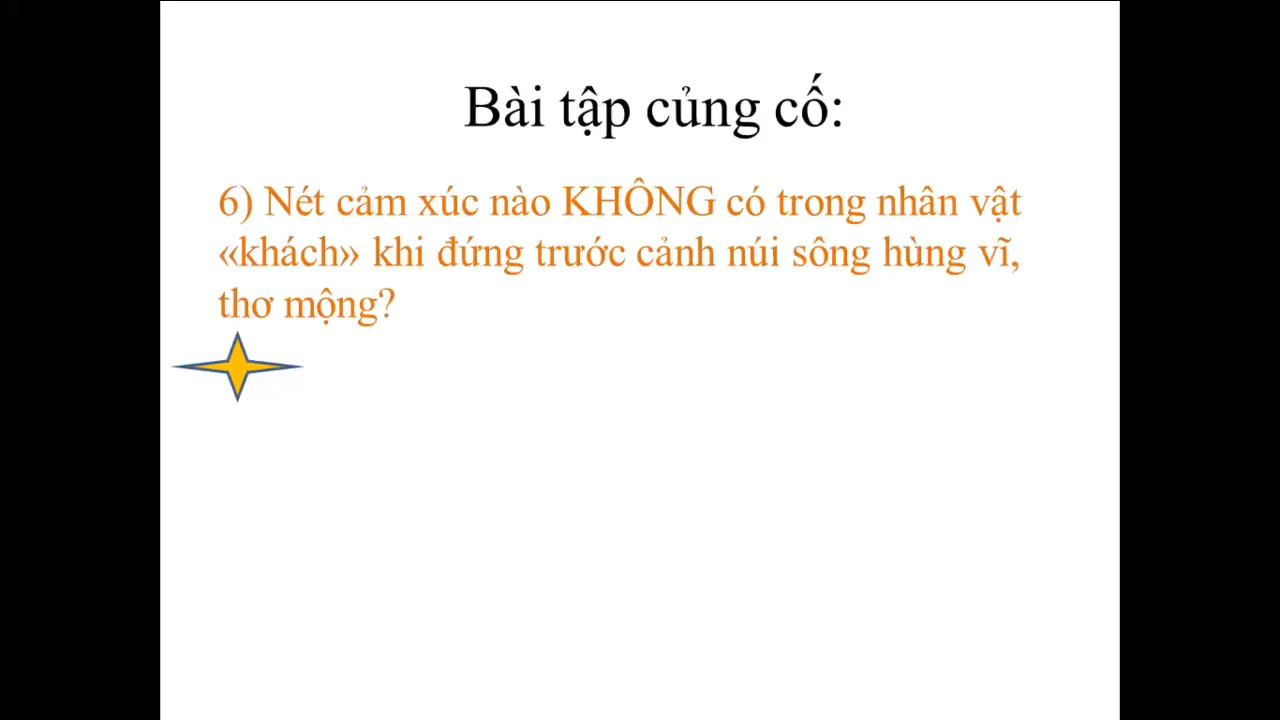 Bài tập củng cố:
6) Nét cảm xúc nào KHÔNG có trong nhân vật
«khách» khi đứng trước cảnh núi sông hùng vĩ,
thơ mộng?